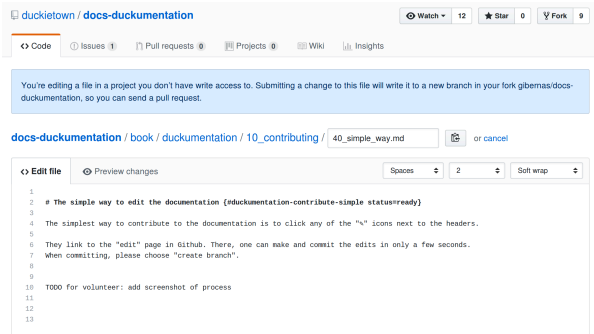 duckietown / docs-duckumentation
Watch 12 Star 0 Fork 9
Code Issues 1 Pull requests 0 Projects 0 Wiki Insights
You're editing a file in a project you don't have write access to. Submitting a change to this file will write it to a new branch in your fork gibernas/docs-
duckumentation, so you can send a pull request.
docs-duckumentation / book / duckumentation / 10_contributing / 40_simple_way.md or cancel
Edit file Preview changes Spaces 2 Soft wrap
1
2 # The simple way to edit the documentation {#duckumentation-contribute-simple status=ready}
3
4 The simplest way to contribute to the documentation is to click any of the "✎" icons next to the headers.
5
6 They link to the "edit" page in Github. There, one can make and commit the edits in only a few seconds.
7 When committing, please choose "create branch".
8
9
10 TODO for volunteer: add screenshot of process
11
12
13